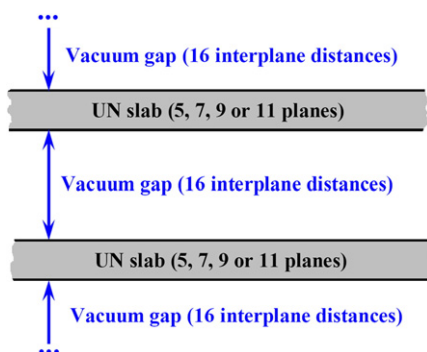 ...
Vacuum gap (16 interplane distances)
UN slab (5, 7, 9 or 11 planes)
Vacuum gap (16 interplane distances)
UN slab (5, 7, 9 or 11 planes)
Vacuum gap (16 interplane distances)
...